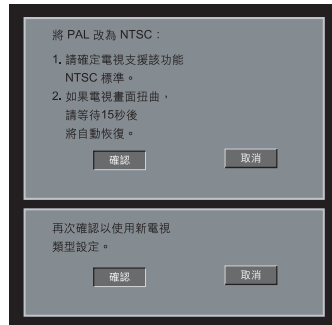 將 PAL 改為 NTSC：
1. 請確定電視支援該功能
NTSC 標準。
2. 如果電視畫面扭曲，
請等待15秒後
將自動恢復。
確認
取消
再次確認以使用新電視
類型設定。
確認
取消